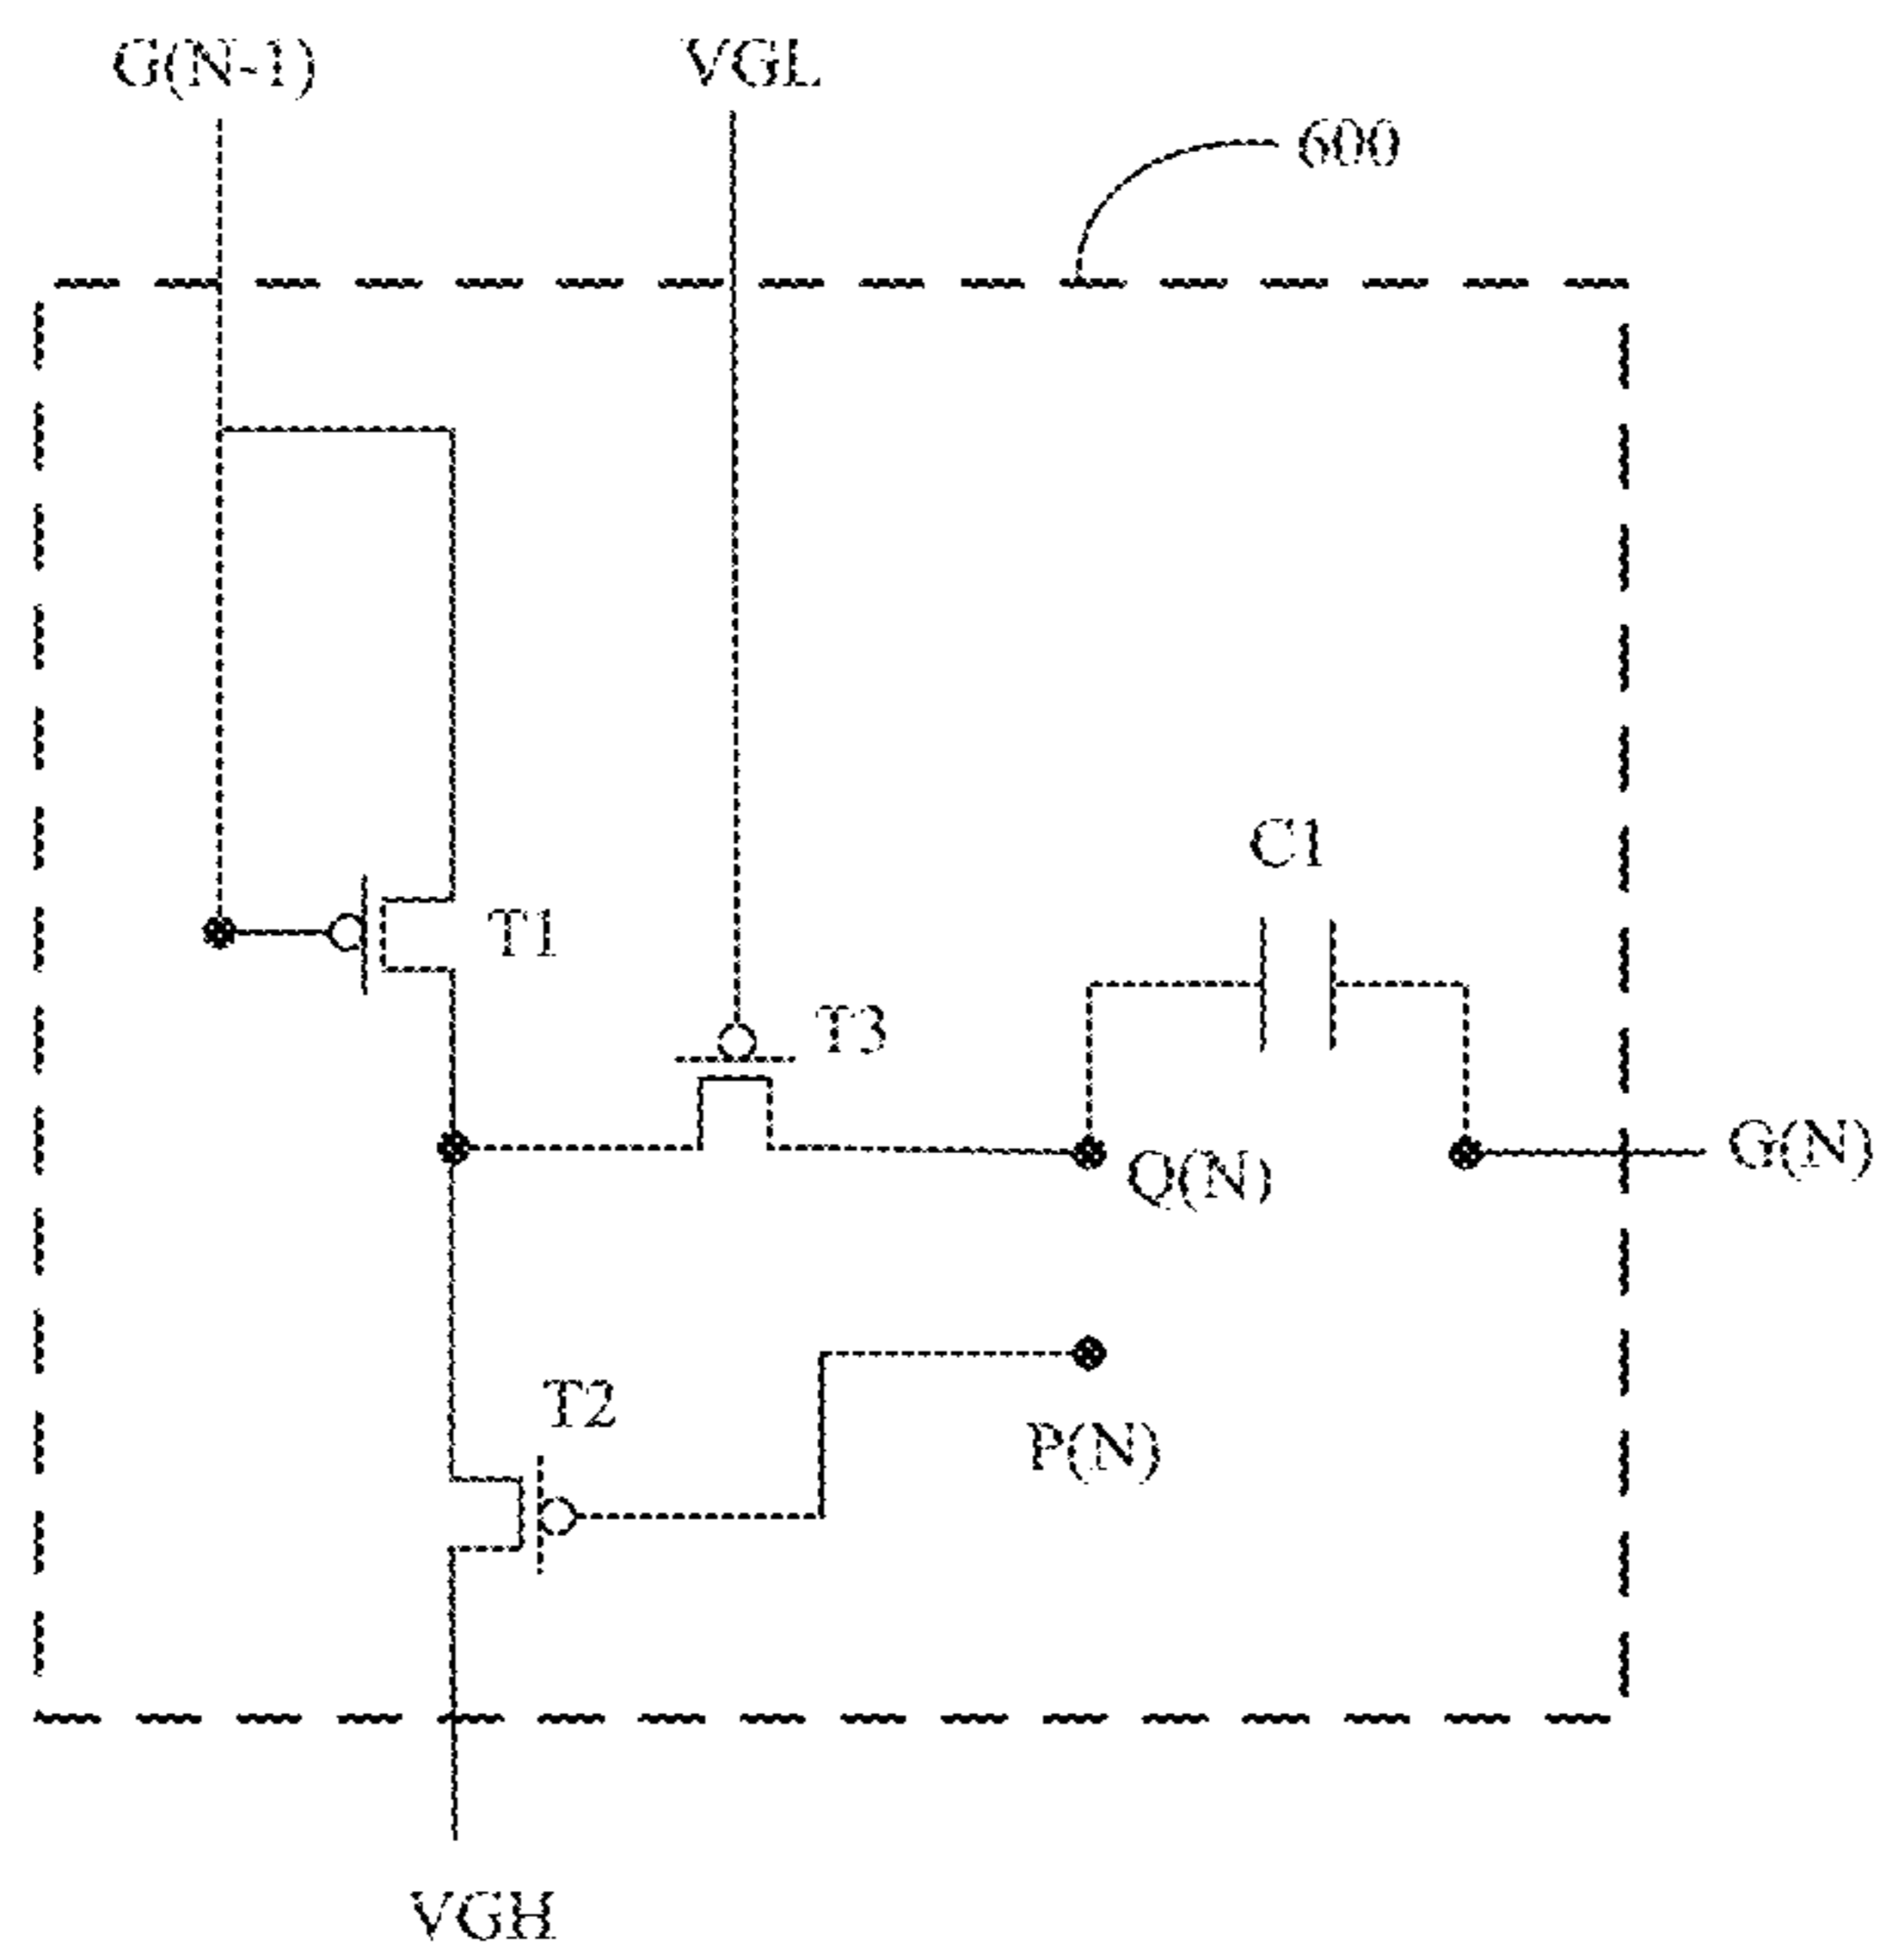 G(N-1)
VGL
600
C1
T1
T3
G(N)
Q(N)
T2
P(N)
VGH